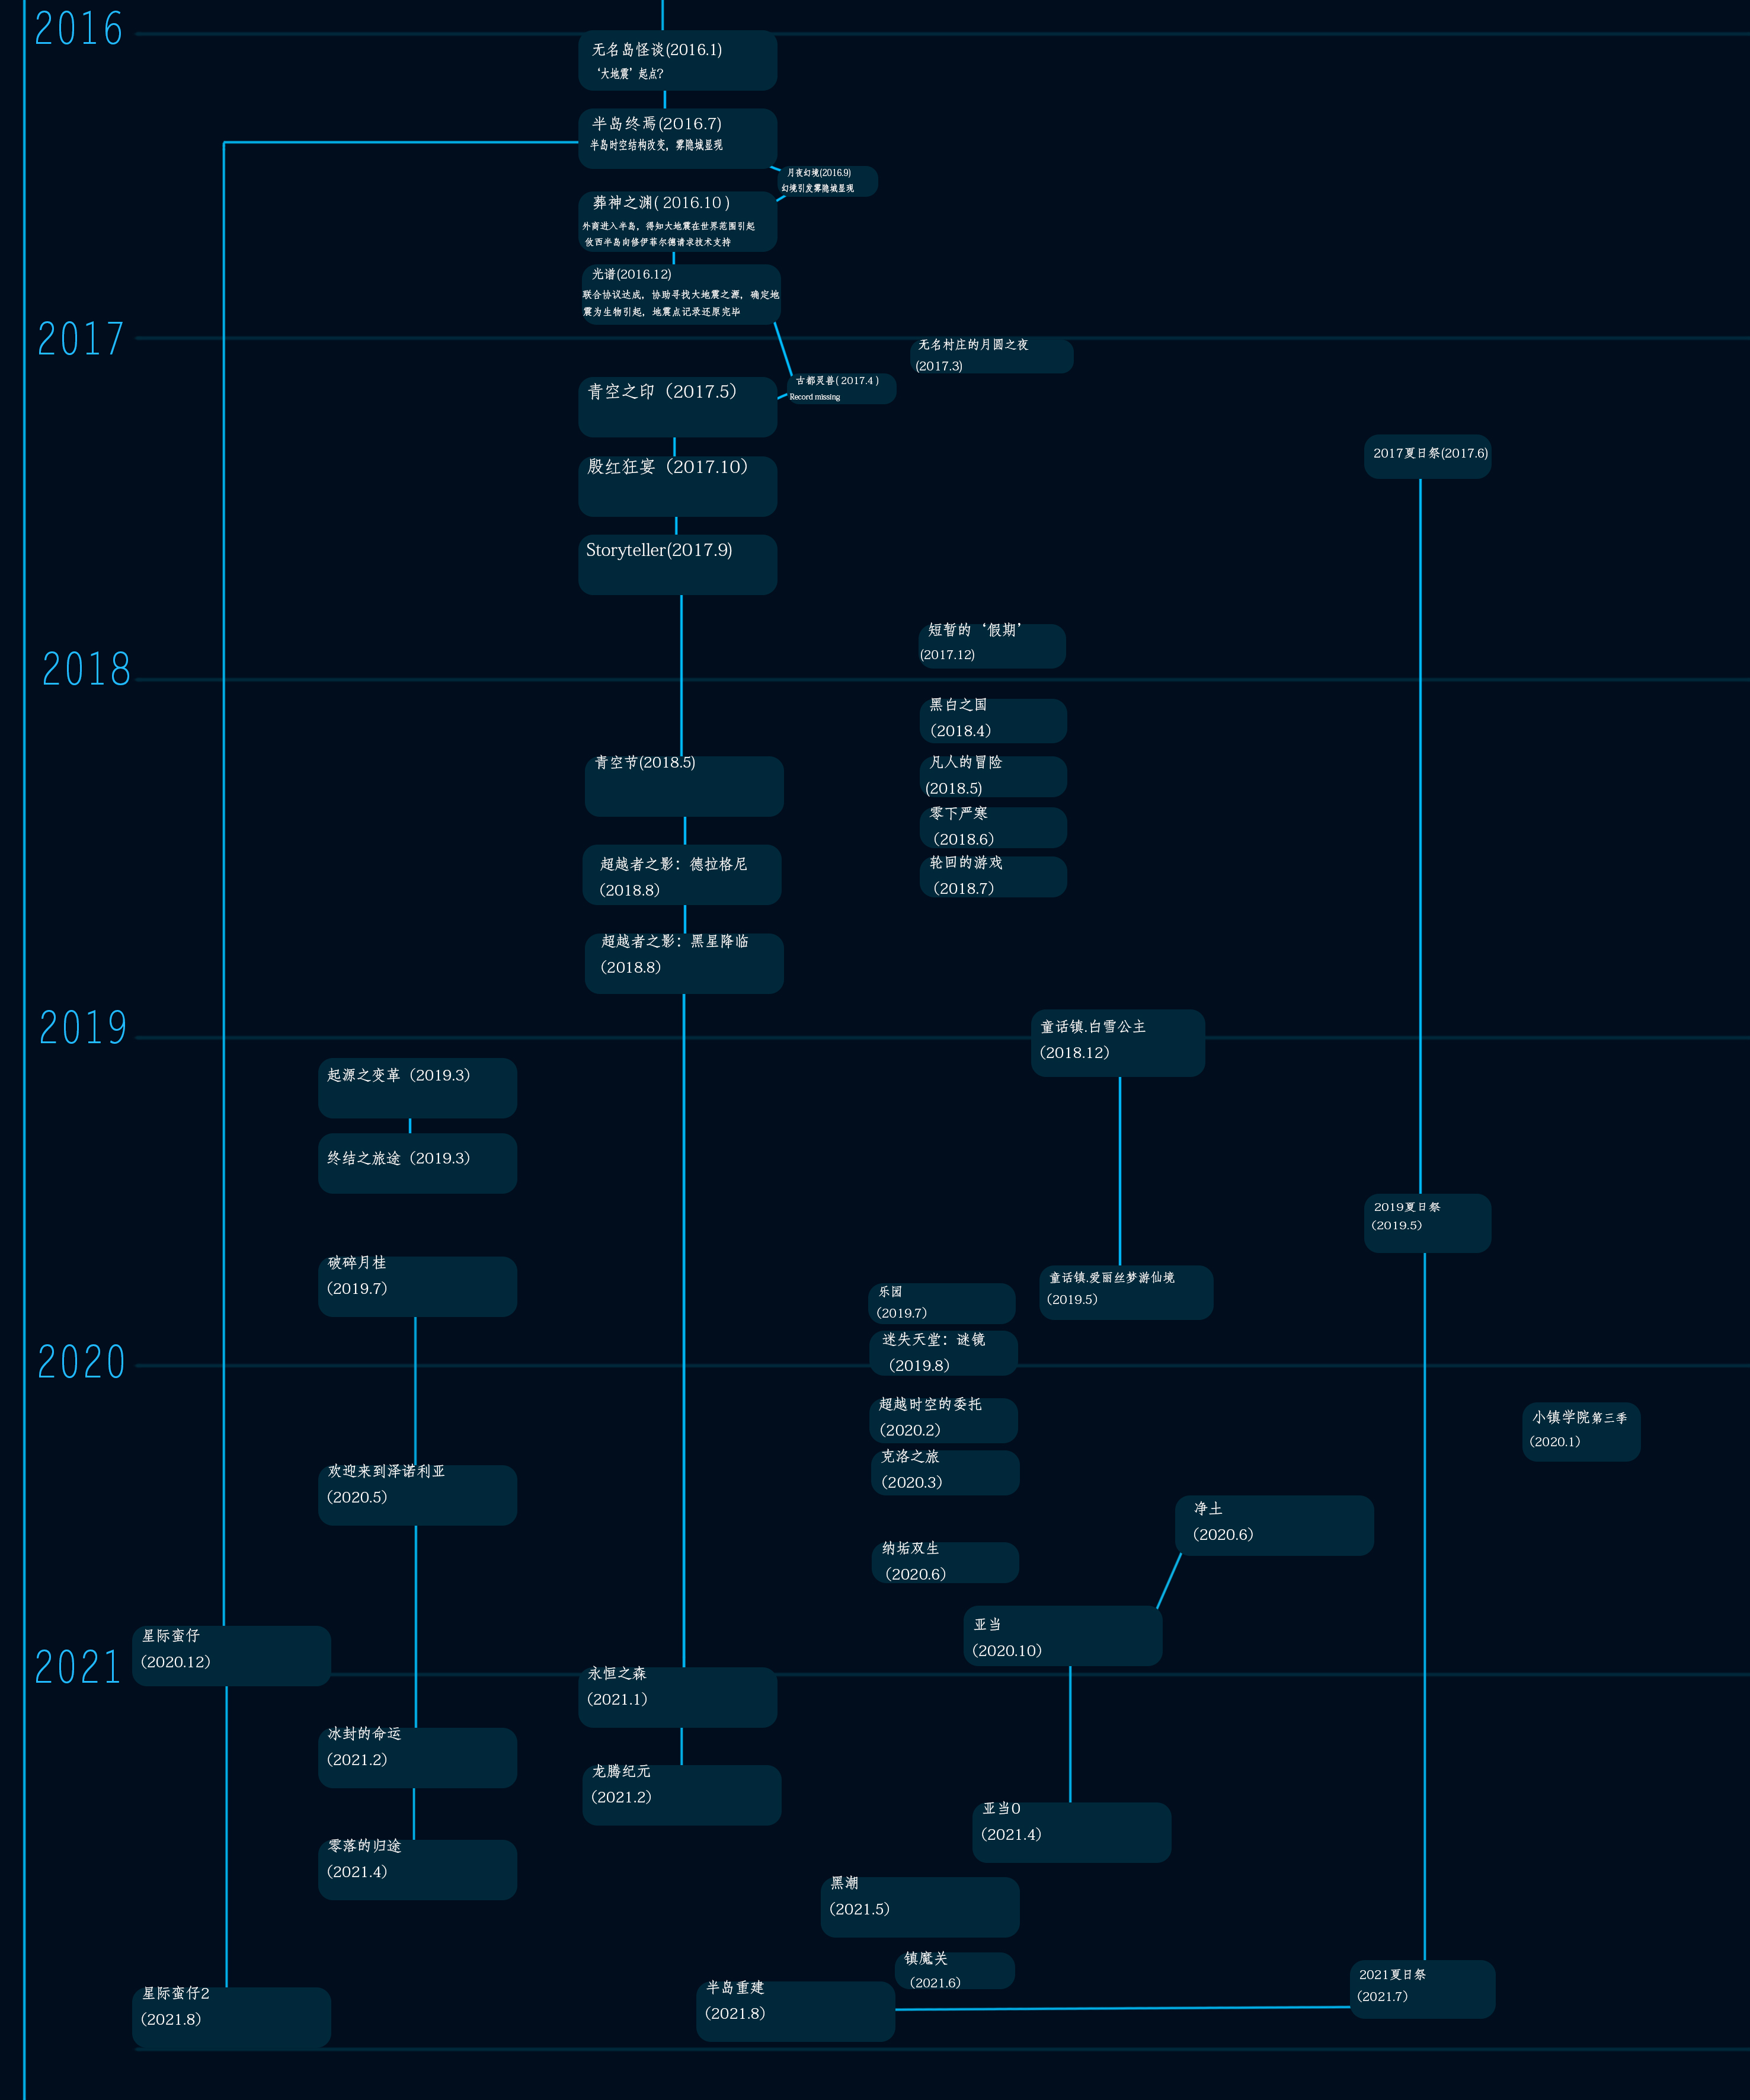 2016
无名岛怪谈(2016.1)
‘大地震’起点?
半岛终焉(2016.7)
半岛时空结构改变，雾隐城显现
月夜幻境(2016.9)
幻境引发雾隐城显现
葬神之渊( 2016.10 )
外商进入半岛，得知大地震在世界范围引起
攸西半岛向修伊菲尔德请求技术支持
光谱(2016.12)
联合协议达成，协助寻找大地震之源，确定地
震为生物引起，地震点记录还原完毕
2017
无名村庄的月圆之夜
(2017.3)
古都灵兽( 2017.4 )
Record missing
青空之印（2017.5）
2017夏日祭(2017.6)
殷红狂宴（2017.10）
Storyteller(2017.9)
短暂的‘假期’
(2017.12)
2018
黑白之国
（2018.4）
青空节(2018.5)
凡人的冒险
(2018.5)
零下严寒
（2018.6）
轮回的游戏
（2018.7）
超越者之影：德拉格尼
（2018.8）
超越者之影：黑星降临
（2018.8）
2019
童话镇.白雪公主
（2018.12）
起源之变革（2019.3）
终结之旅途（2019.3）
2019夏日祭
（2019.5）
破碎月桂
（2019.7）
童话镇.爱丽丝梦游仙境
（2019.5）
乐园
（2019.7）
迷失天堂：谜镜
（2019.8）
2020
超越时空的委托
（2020.2）
小镇学院第三季
（2020.1）
克洛之旅
（2020.3）
欢迎来到泽诺利亚
（2020.5）
净土
（2020.6）
纳垢双生
（2020.6）
亚当
（2020.10）
星际蛮仔
（2020.12）
2021
永恒之森
（2021.1）
冰封的命运
（2021.2）
龙腾纪元
（2021.2）
亚当0
（2021.4）
零落的归途
（2021.4）
黑潮
（2021.5）
镇魔关
（2021.6）
2021夏日祭
（2021.7）
半岛重建
（2021.8）
星际蛮仔2
（2021.8）